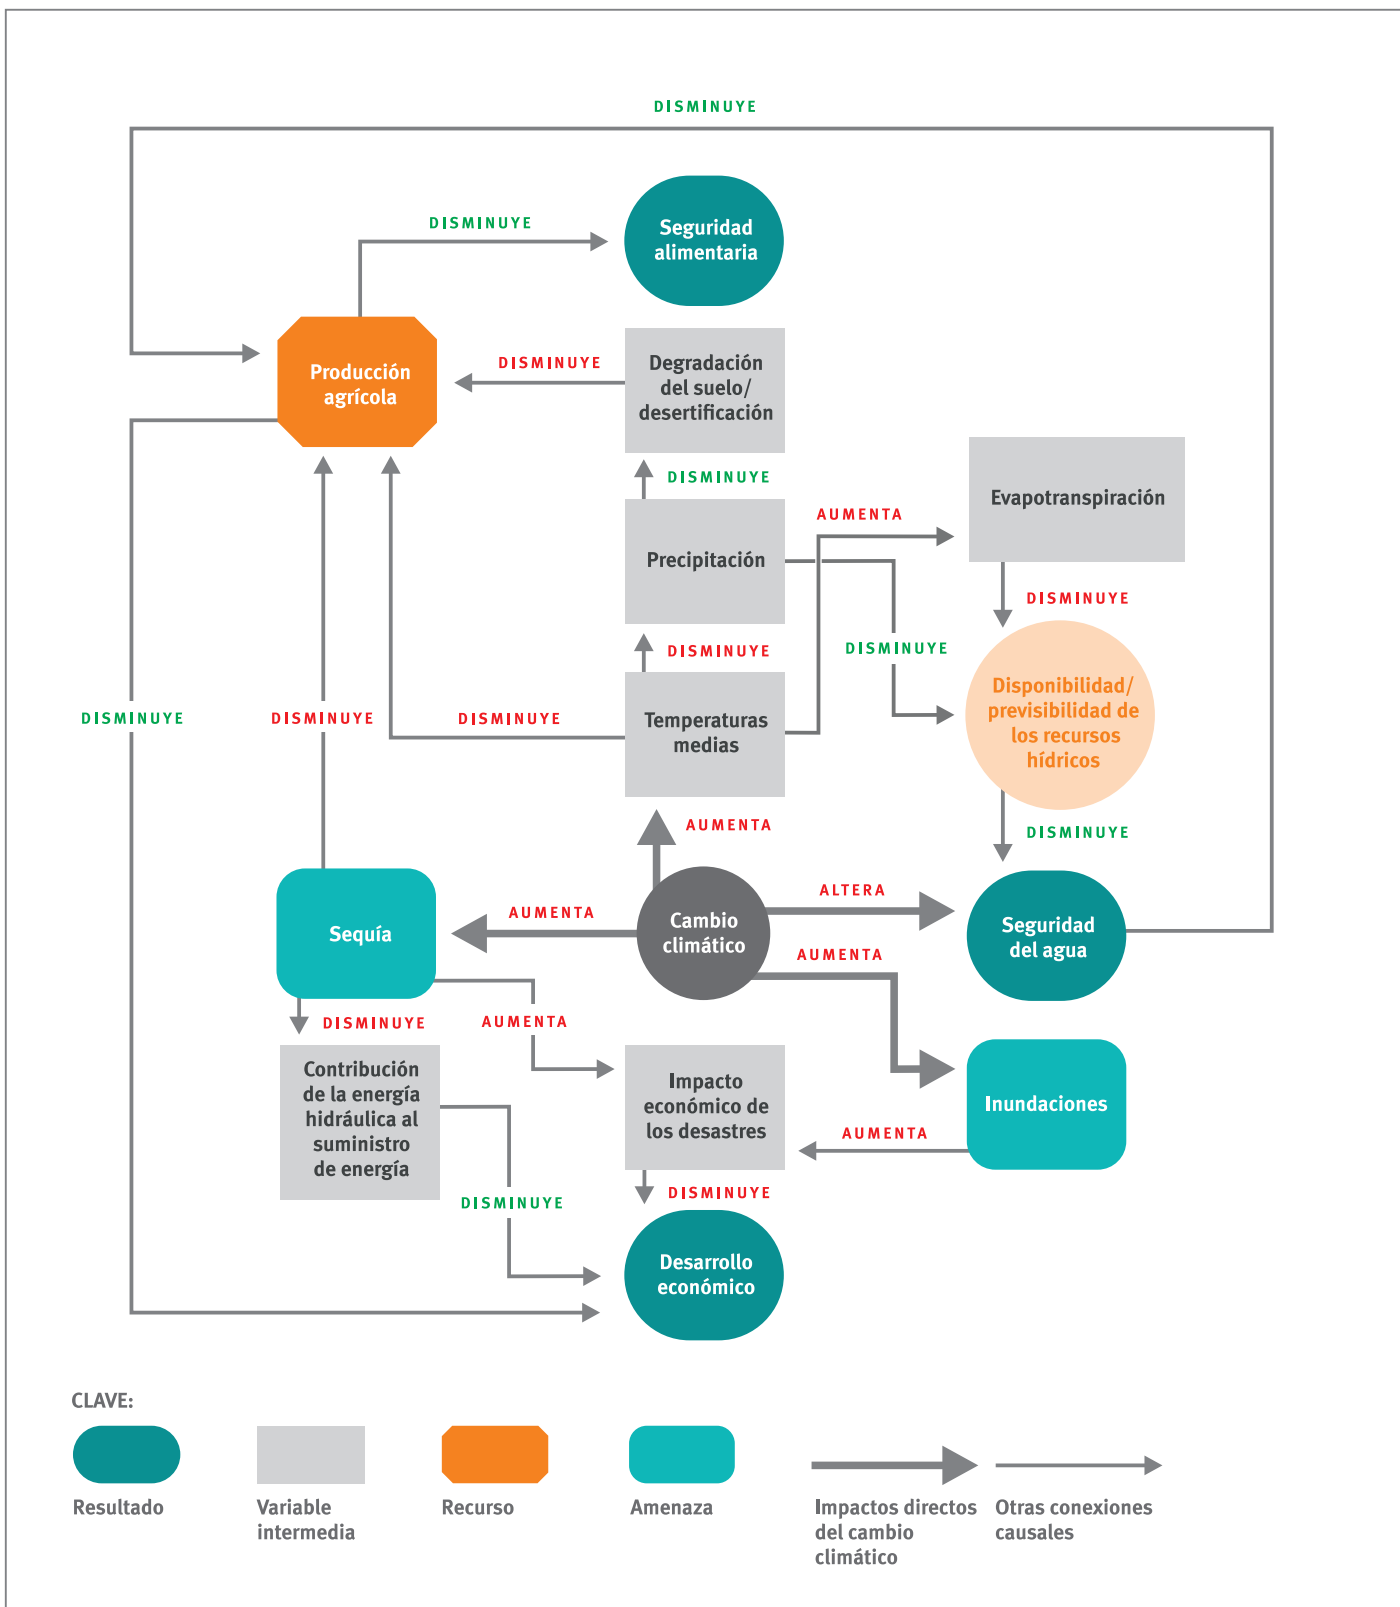 DISMINUYE
DISMINUYE
Seguridad
alimentaria
Producción
agrícola
DISMINUYE
Degradación
del suelo/
desertificación
DISMINUYE
Precipitación
AUMENTA
Evapotranspiración
DISMINUYE
DISMINUYE
DISMINUYE
Disponibilidad/
previsibilidad de
los recursos
hídricos
DISMINUYE
DISMINUYE
DISMINUYE
Temperaturas
medias
AUMENTA
DISMINUYE
Sequía
AUMENTA
Cambio
climático
ALTERA
AUMENTA
Seguridad
del agua
DISMINUYE
AUMENTA
Contribución
de la energía
hidráulica al
suministro
de energía
Impacto
económico de
los desastres
AUMENTA
Inundaciones
DISMINUYE
DISMINUYE
Desarrollo
económico
CLAVE:
Resultado
Variable
intermedia
Recurso
Amenaza
Impactos directos
del cambio
climático
Otras conexiones
causales